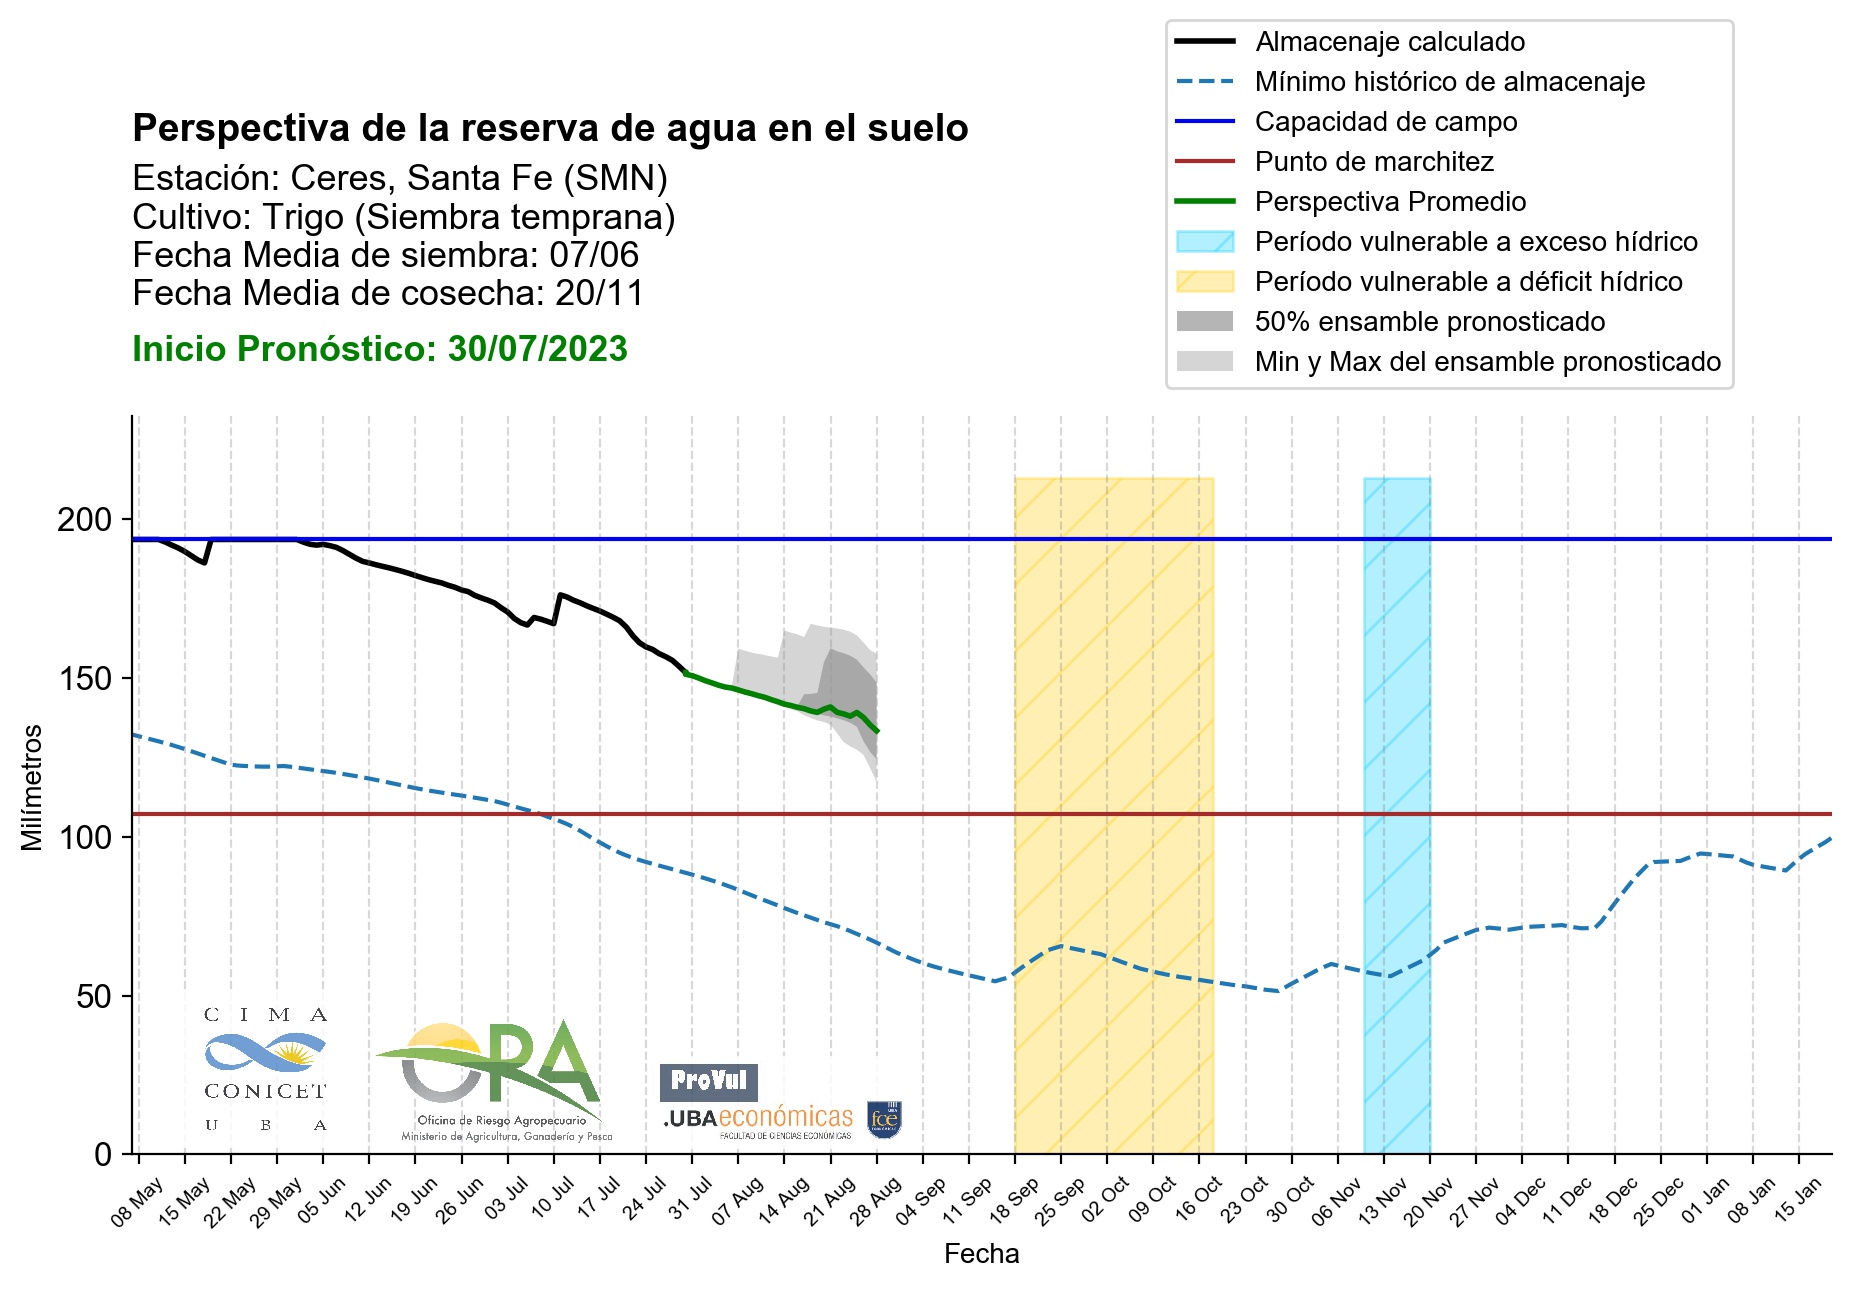 Almacenaje calculado
Mínimo histórico de almacenaje
Capacidad de campo
Punto de marchitez
Perspectiva Promedio
Período vulnerable a exceso hídrico
Período vulnerable a déficit hídrico
50% ensamble pronosticado
Min y Max del ensamble pronosticado
Perspectiva de la reserva de agua en el suelo
Estación: Ceres, Santa Fe (SMN)
Cultivo: Trigo (Siembra temprana)
Fecha Media de siembra: 07/06
Fecha Media de cosecha: 20/11
Inicio Pronóstico: 30/07/2023
Milímetros
200
150
100
50
0
CIMA
CONICET
UBA
ORA
Oficina de Riesgo Agropecuario
Ministerio de Agricultura, Ganadería y Pesca
ProVul
.UBAeconómicas
FACULTAD DE CIENCIAS ECONÓMICAS
fce
08 May
15 May
22 May
29 May
05 Jun
12 Jun
19 Jun
26 Jun
03 Jul
10 Jul
17 Jul
24 Jul
31 Jul
07 Aug
14 Aug
21 Aug
28 Aug
04 Sep
11 Sep
18 Sep
25 Sep
02 Oct
09 Oct
16 Oct
23 Oct
30 Oct
06 Nov
13 Nov
20 Nov
27 Nov
04 Dec
11 Dec
18 Dec
25 Dec
01 Jan
08 Jan
15 Jan
Fecha